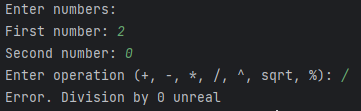 Enter numbers:
First number: 2
Second number: 0
Enter operation (+, -, *, /, ^, sqrt, %): /
Error. Division by 0 unreal